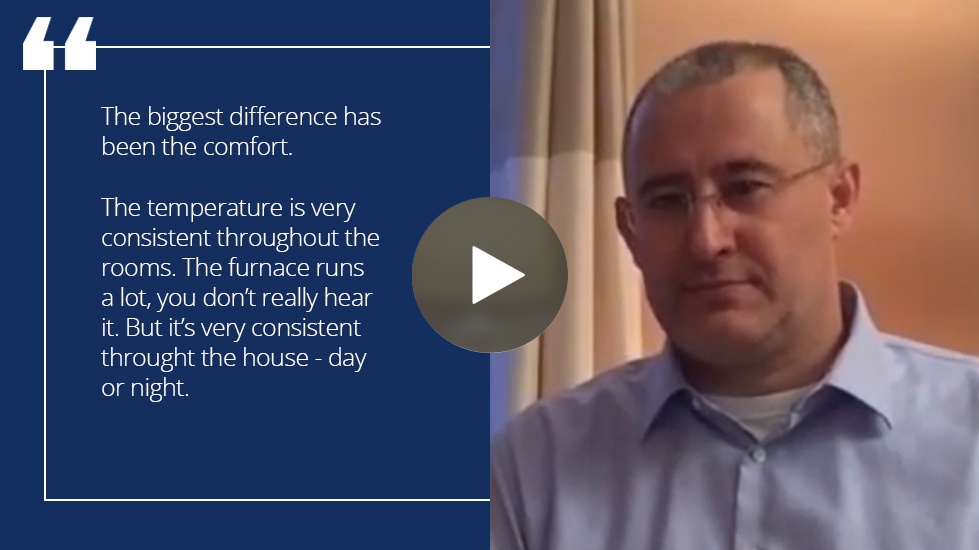 The biggest difference has
been the comfort.
The temperature is very
consistent throughout the
rooms. The furnace runs
a lot, you don’t really hear
it. But it’s very consistent
throught the house - day
or night.